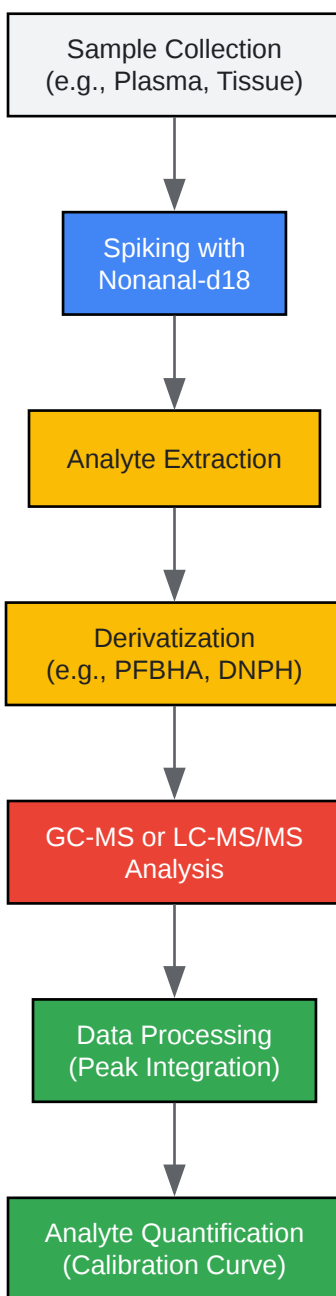 Sample Collection
(e.g., Plasma, Tissue)
Spiking with
Nonanal-d18
Analyte Extraction
Derivatization
(e.g., PFBHA, DNPH)
GC-MS or LC-MS/MS
Analysis
Data Processing
(Peak Integration)
Analyte Quantification
(Calibration Curve)